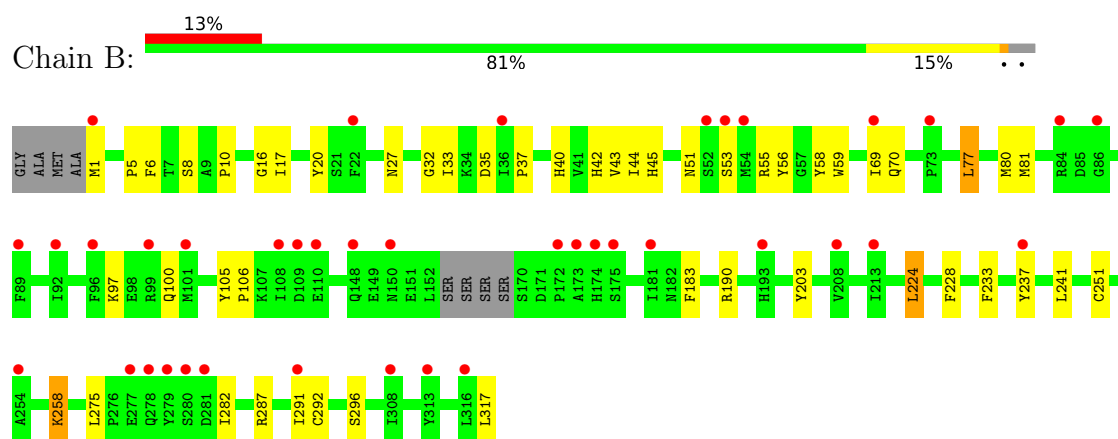 13%
Chain B:
81% 15% • •
GLY ALA MET ALA M1 P5 F6 T7 S8 A9 P10 G16 I17 Y20 S21 F22 N27 G32 I33 K34 D35 I36 P37 H40 V41 H42 V43 I44 H45 N51 S52 S53 M54 R55 Y56 G57 Y58 W59 I69 Q70 P73 L77 M80 M81 R84 D85 G86
F89 I92 F96 K97 E98 R99 Q100 M101 Y105 P106 K107 I108 D109 E110 Q148 E149 N150 E151 L152 SER SER SER SER S170 D171 P172 A173 H174 S175 I181 N182 F183 R190 H193 Y203 V208 I213 L224 F228 F233 Y237 L241 C251
A254 K258 L275 P276 E277 Q278 Y279 S280 D281 I282 R287 I291 C292 S296 I308 Y313 L316 L317